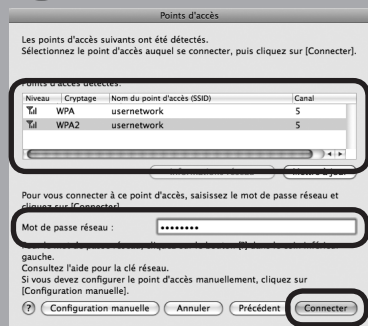 Points d'accès
Les points d'accès suivants ont été détectés.
Sélectionnez le point d'accès auquel se connecter, puis cliquez sur [Connecter].
Points d'accès détectés:
Niveau Cryptage Nom du point d'accès (SSID) Canal
WPA usernetwork 5
WPA2 usernetwork 5
Informations réseau Mettre à jour
Pour vous connecter à ce point d'accès, saisissez le mot de passe réseau et
cliquez sur [Connecter].
Mot de passe réseau : ••••••••
gauche.
Consultez l'aide pour la clé réseau.
Si vous devez configurer le point d'accès manuellement, cliquez sur
[Configuration manuelle].
? Configuration manuelle Annuler Précédent Connecter